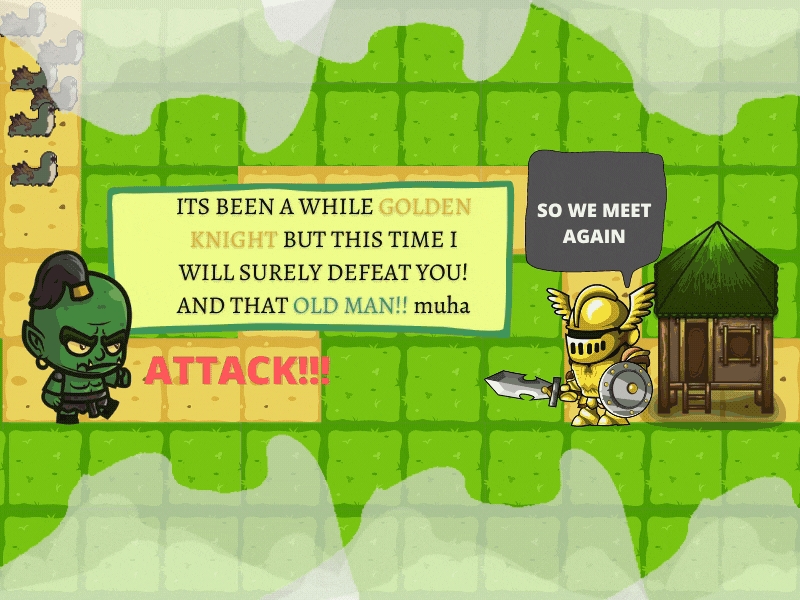 ITS BEEN A WHILE GOLDEN
KNIGHT BUT THIS TIME I
WILL SURELY DEFEAT YOU!
AND THAT OLD MAN!! muha
SO WE MEET
AGAIN
ATTACK!!!